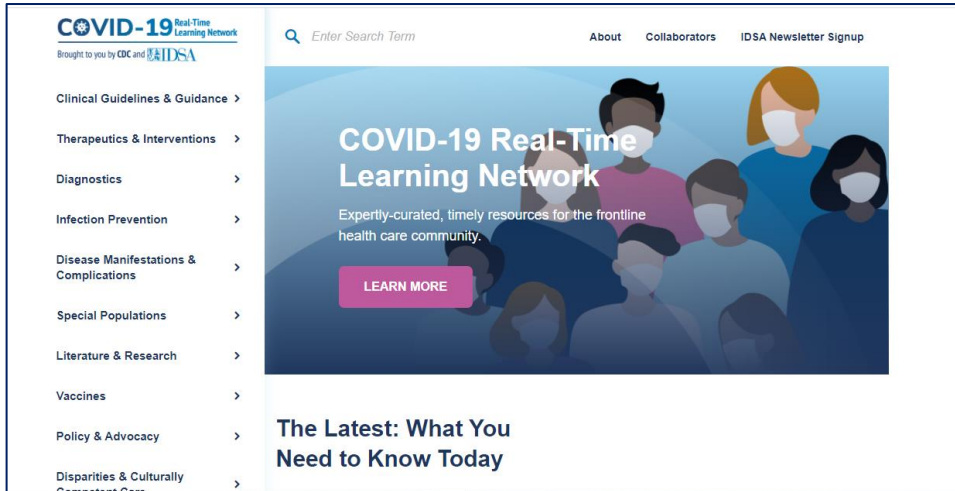 COVID-19 Real-Time
Learning Network
Brought to you by CDC and IDSA
Enter Search Term
About
Collaborators
IDSA Newsletter Signup
Clinical Guidelines & Guidance
Therapeutics & Interventions
Diagnostics
Infection Prevention
Disease Manifestations &
Complications
Special Populations
Literature & Research
Vaccines
Policy & Advocacy
Disparities & Culturally
Competent Care
COVID-19 Real-Time
Learning Network
Expertly-curated, timely resources for the frontline
health care community.
LEARN MORE
The Latest: What You
Need to Know Today